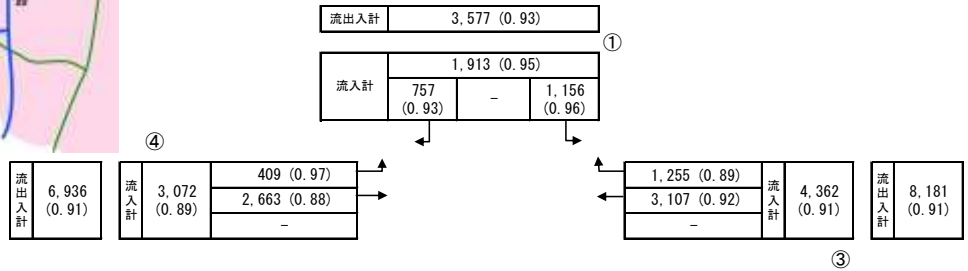 流出入計 3,577 (0.93)
①
流入計 1,913 (0.95)
757 (0.93) - 1,156 (0.96)
④
流出入計 6,936 (0.91)
流入計 3,072 (0.89)
409 (0.97)
2,663 (0.88)
-
1,255 (0.89)
3,107 (0.92)
-
流入計 4,362 (0.91)
流出入計 8,181 (0.91)
③